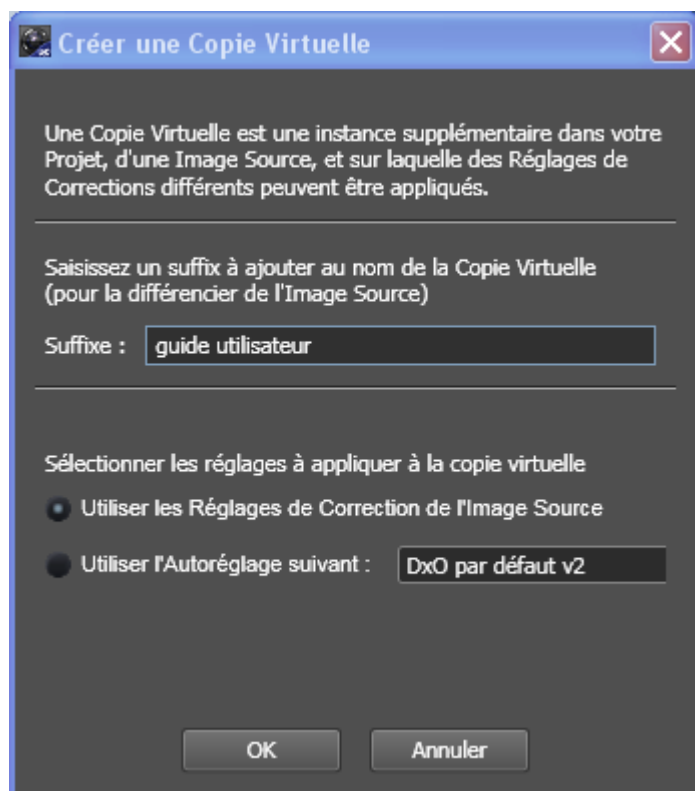 Créer une Copie Virtuelle
Une Copie Virtuelle est une instance supplémentaire dans votre
Projet, d'une Image Source, et sur laquelle des Réglages de
Corrections différents peuvent être appliqués.
Saisissez un suffix à ajouter au nom de la Copie Virtuelle
(pour la différencier de l'Image Source)
Suffixe : guide utilisateur
Sélectionner les réglages à appliquer à la copie virtuelle
Utiliser les Réglages de Correction de l'Image Source
Utiliser l'Autoréglage suivant : DxO par défaut v2
OK Annuler